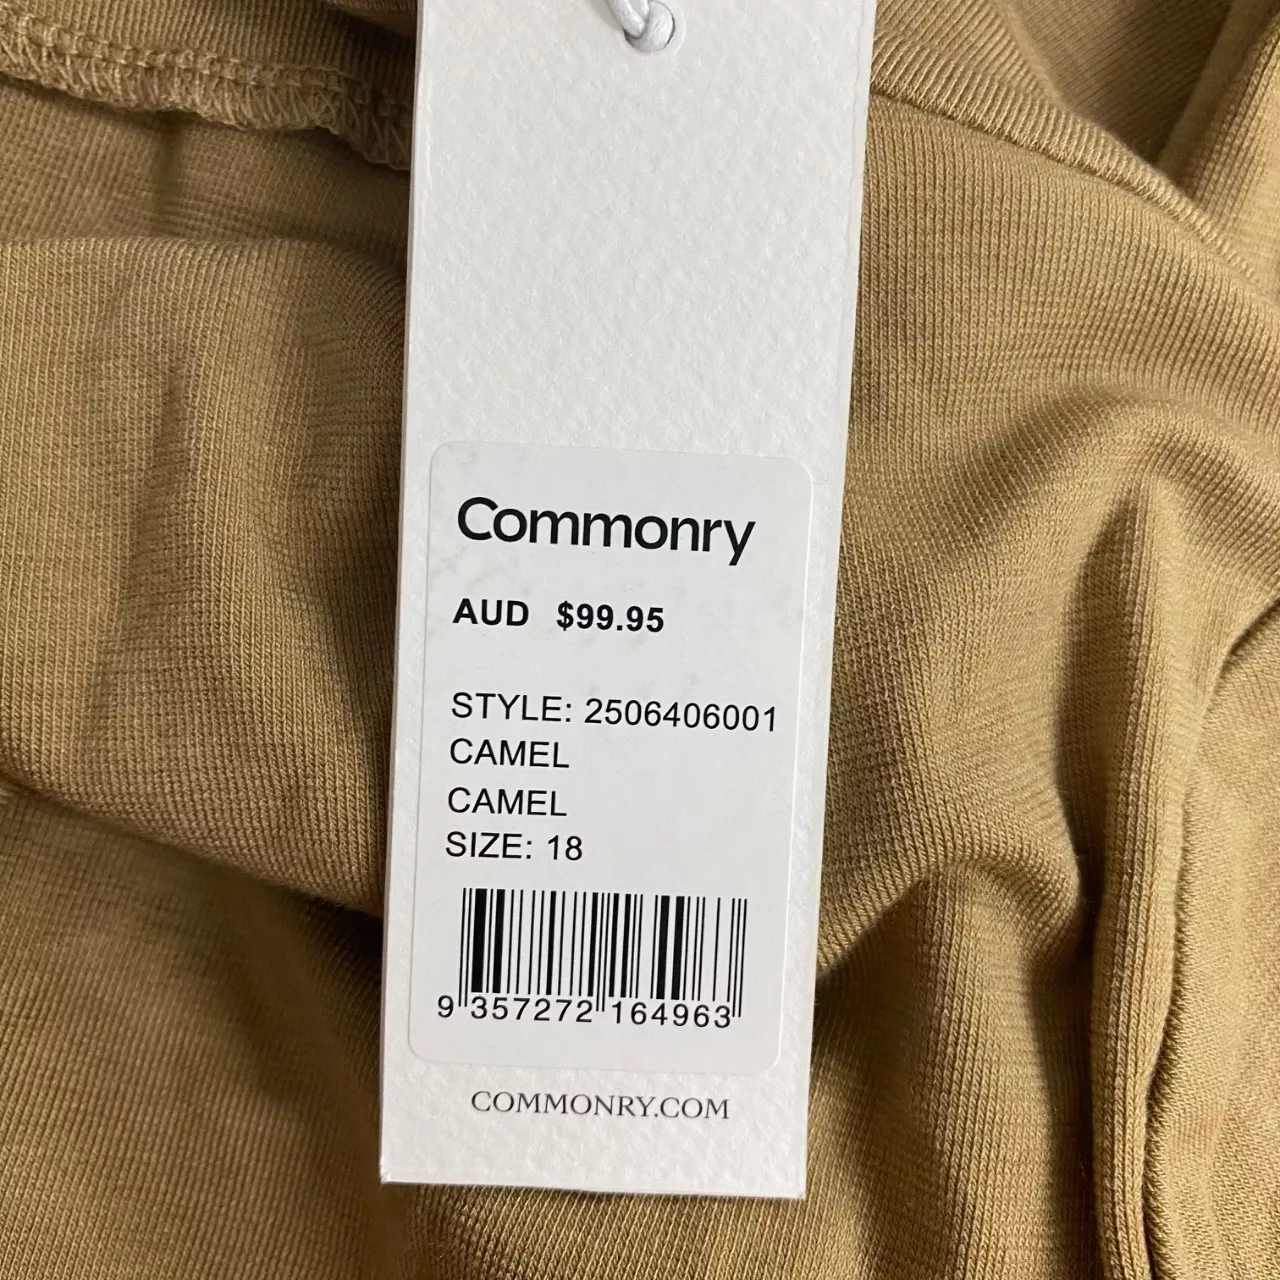 Commonry
AUD $99.95
STYLE: 2506406001
CAMEL
CAMEL
SIZE: 18
9 357272 164963
COMMONRY.COM